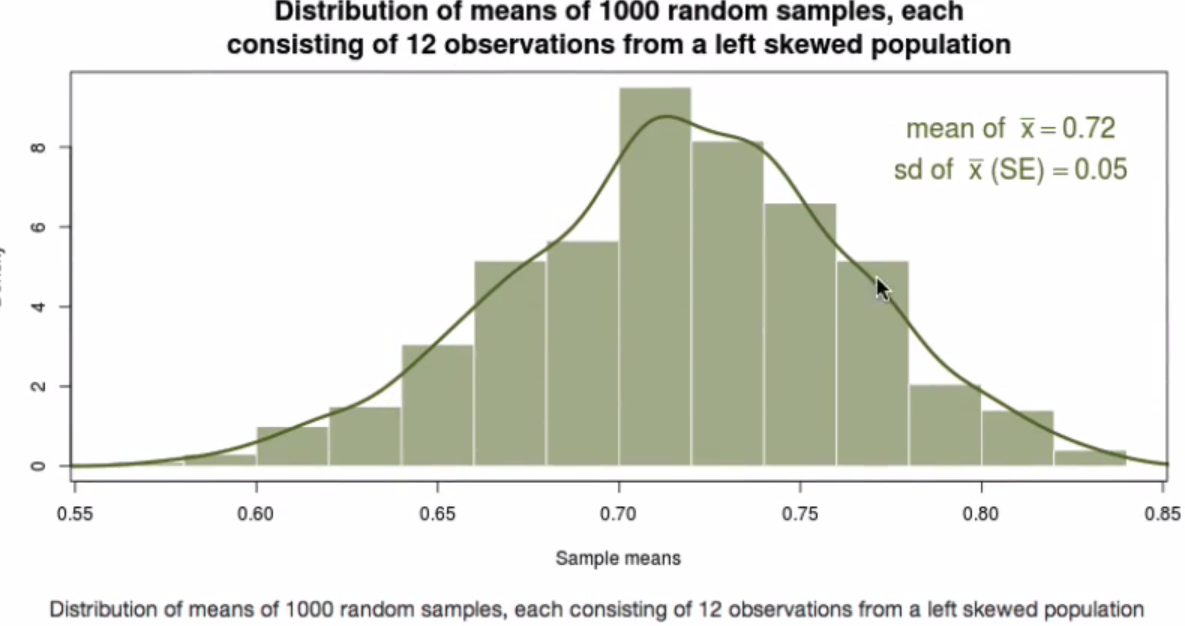 Distribution of means of 1000 random samples, each
consisting of 12 observations from a left skewed population
mean of x̄ = 0.72
sd of x̄ (SE) = 0.05
8
6
4
2
0
0.55 0.60 0.65 0.70 0.75 0.80 0.85
Sample means
Distribution of means of 1000 random samples, each consisting of 12 observations from a left skewed population